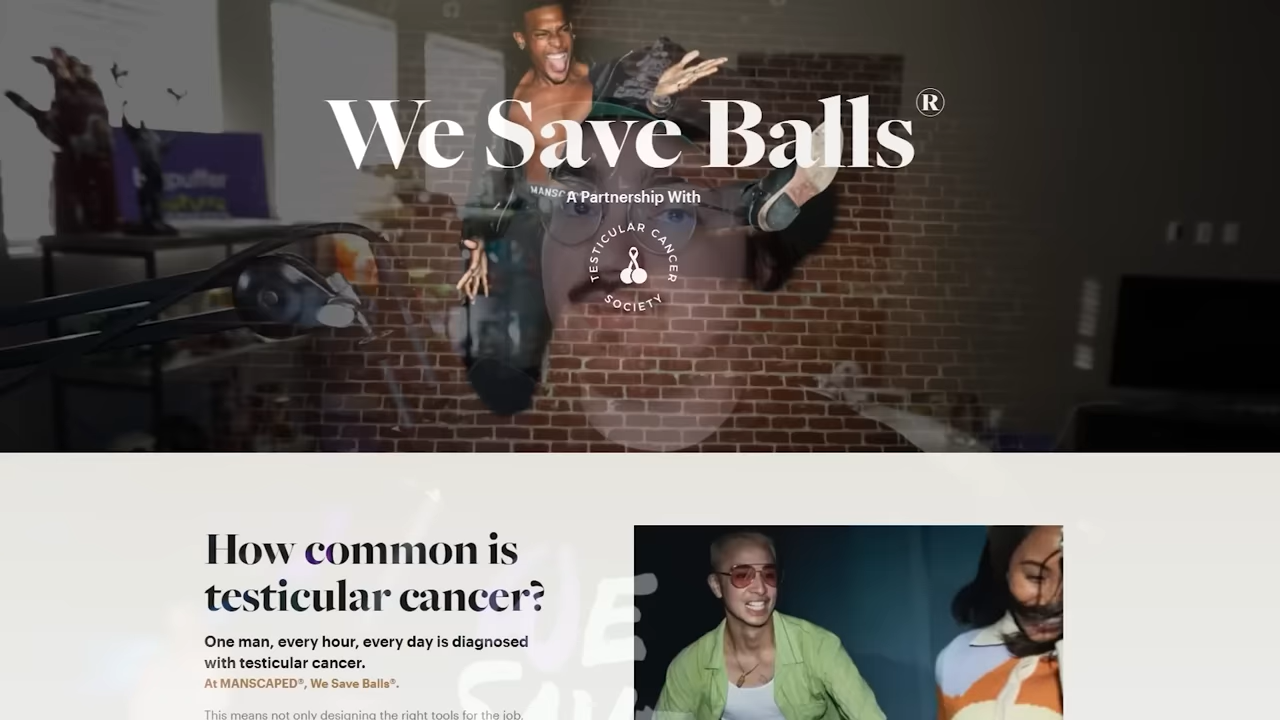 We Save Balls®
A Partnership With
TESTICULAR CANCER
SOCIETY
How common is
testicular cancer?
One man, every hour, every day is diagnosed
with testicular cancer.
At MANSCAPED®, We Save Balls®.
This means not only designing the right tools for the job,